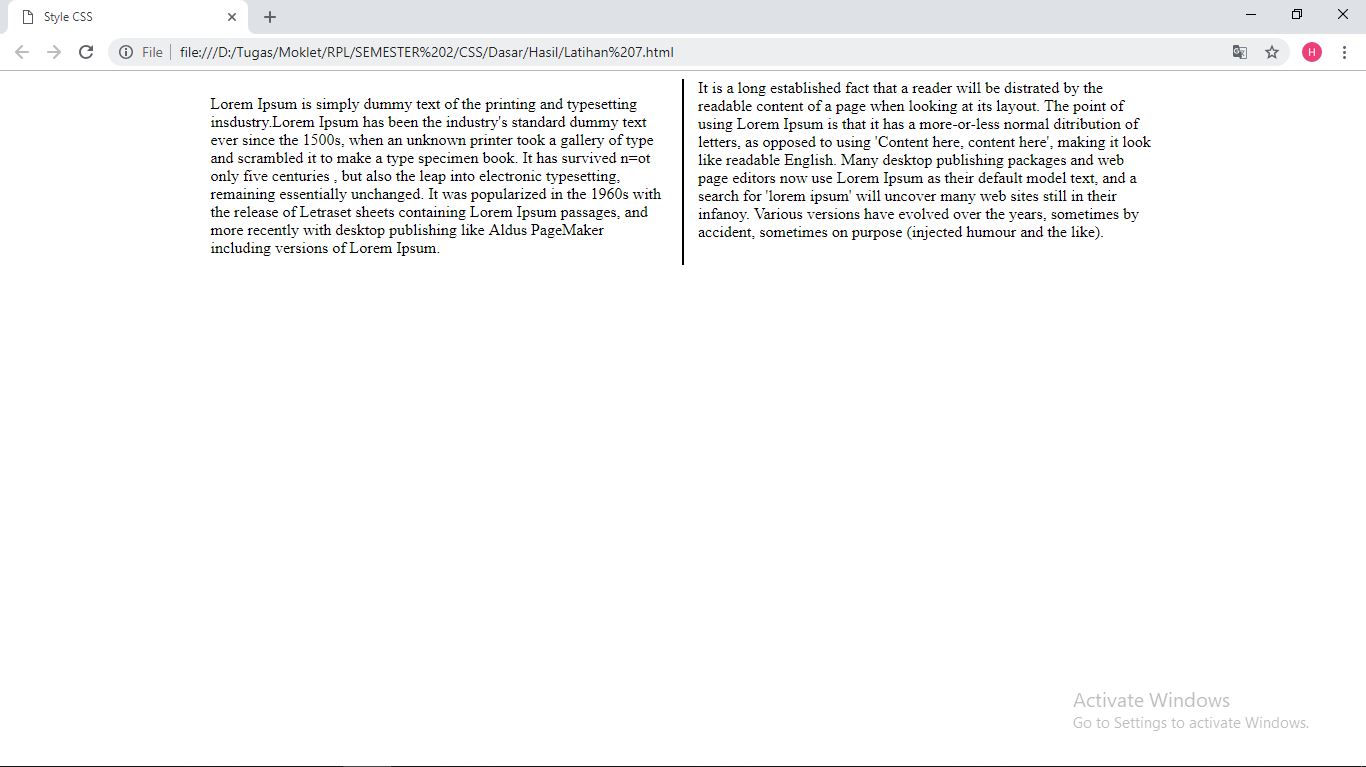 Style CSS
File
file:///D:/Tugas/Moklet/RPL/SEMESTER%202/CSS/Dasar/Hasil/Latihan%207.html
H
Lorem Ipsum is simply dummy text of the printing and typesetting
insdustry.Lorem Ipsum has been the industry's standard dummy text
ever since the 1500s, when an unknown printer took a gallery of type
and scrambled it to make a type specimen book. It has survived n=ot
only five centuries , but also the leap into electronic typesetting,
remaining essentially unchanged. It was popularized in the 1960s with
the release of Letraset sheets containing Lorem Ipsum passages, and
more recently with desktop publishing like Aldus PageMaker
including versions of Lorem Ipsum.
It is a long established fact that a reader will be distrated by the
readable content of a page when looking at its layout. The point of
using Lorem Ipsum is that it has a more-or-less normal ditribution of
letters, as opposed to using 'Content here, content here', making it look
like readable English. Many desktop publishing packages and web
page editors now use Lorem Ipsum as their default model text, and a
search for 'lorem ipsum' will uncover many web sites still in their
infanoy. Various versions have evolved over the years, sometimes by
accident, sometimes on purpose (injected humour and the like).
Activate Windows
Go to Settings to activate Windows.